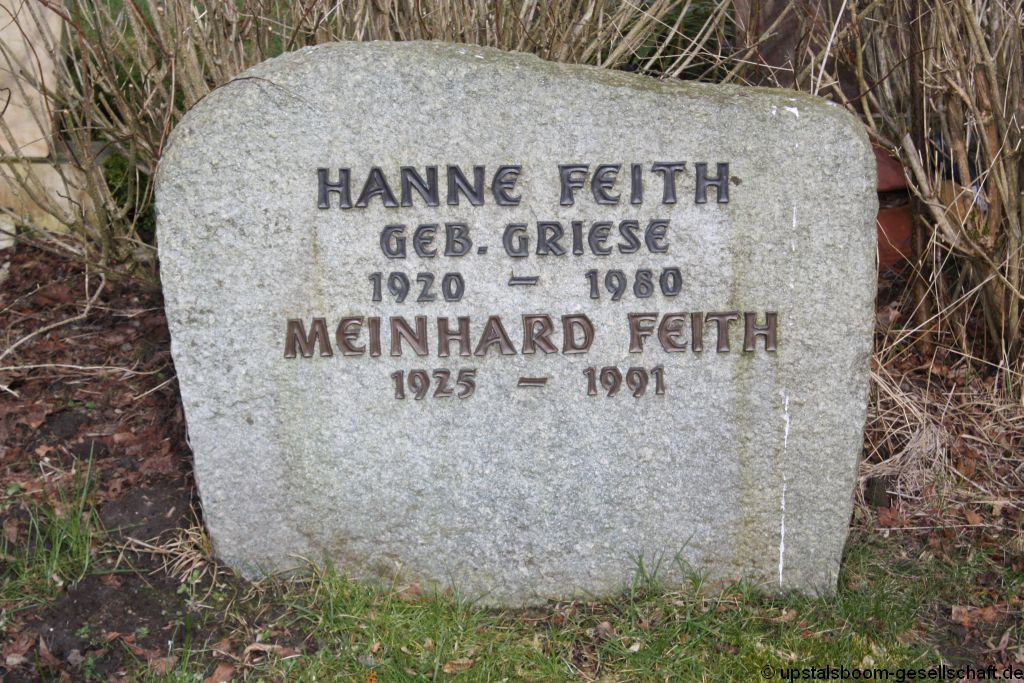 HANNE FEITH
GEB. GRIESE
1920 – 1980
MEINHARD FEITH
1925 – 1991
© upstalsboom-gesellschaft.de